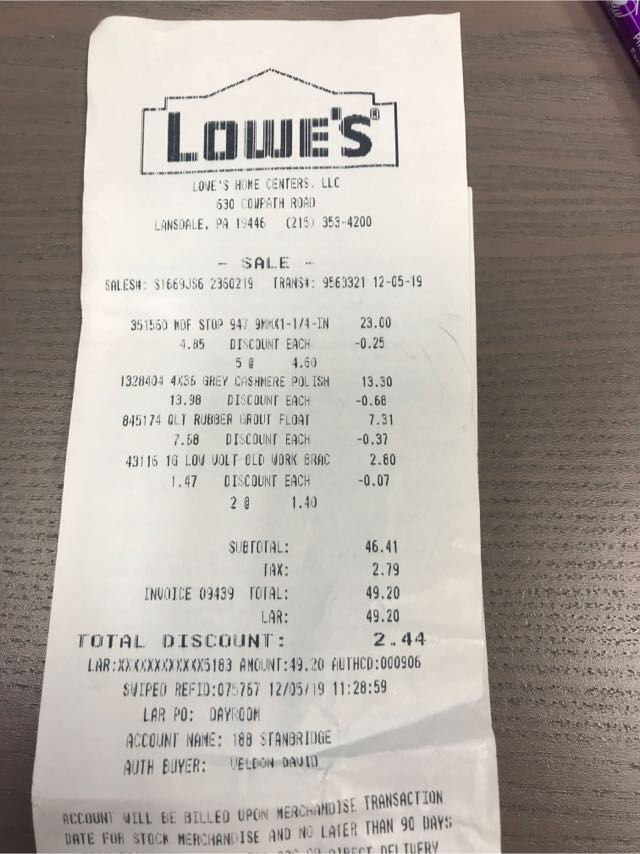 LOWE'S®
LOWE'S HOME CENTERS, LLC
630 COWPATH ROAD
LANSDALE, PA 19446 (215) 353-4200
- SALE -
SALES#: S1669JS6 2360219 TRANS#: 9563321 12-05-19
351560 MDF STOP 947 9MMX1-1/4-IN 23.00
4.85 DISCOUNT EACH -0.25
5 @ 4.60
1328404 4X36 GREY CASHMERE POLISH 13.30
13.98 DISCOUNT EACH -0.68
845174 QLT RUBBER GROUT FLOAT 7.31
7.68 DISCOUNT EACH -0.37
43116 1G LOW VOLT OLD WORK BRAC 2.80
1.47 DISCOUNT EACH -0.07
2 @ 1.40
SUBTOTAL: 46.41
TAX: 2.79
INVOICE 09439 TOTAL: 49.20
LAR: 49.20
TOTAL DISCOUNT: 2.44
LAR:XXXXXXXXXXXX5183 AMOUNT:49.20 AUTHCD:000906
SWIPED REFID:075767 12/05/19 11:28:59
LAR PO: DAYROOM
ACCOUNT NAME: 188 STANBRIDGE
AUTH BUYER: WELDON DAVID
ACCOUNT WILL BE BILLED UPON MERCHANDISE TRANSACTION
DATE FOR STOCK MERCHANDISE AND NO LATER THAN 90 DAYS
OR DIRECT DELIVERY